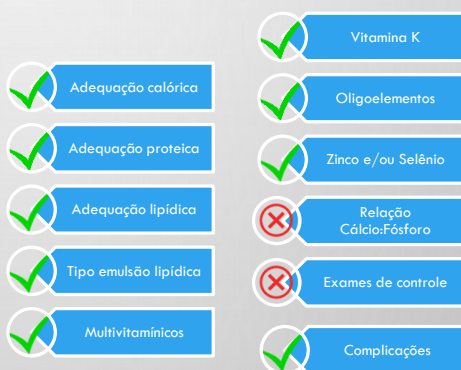 Adequação calórica
Adequação proteica
Adequação lipídica
Tipo emulsão lipídica
Multivitamínicos
Vitamina K
Oligoelementos
Zinco e/ou Selênio
Relação
Cálcio:Fósforo
Exames de controle
Complicações